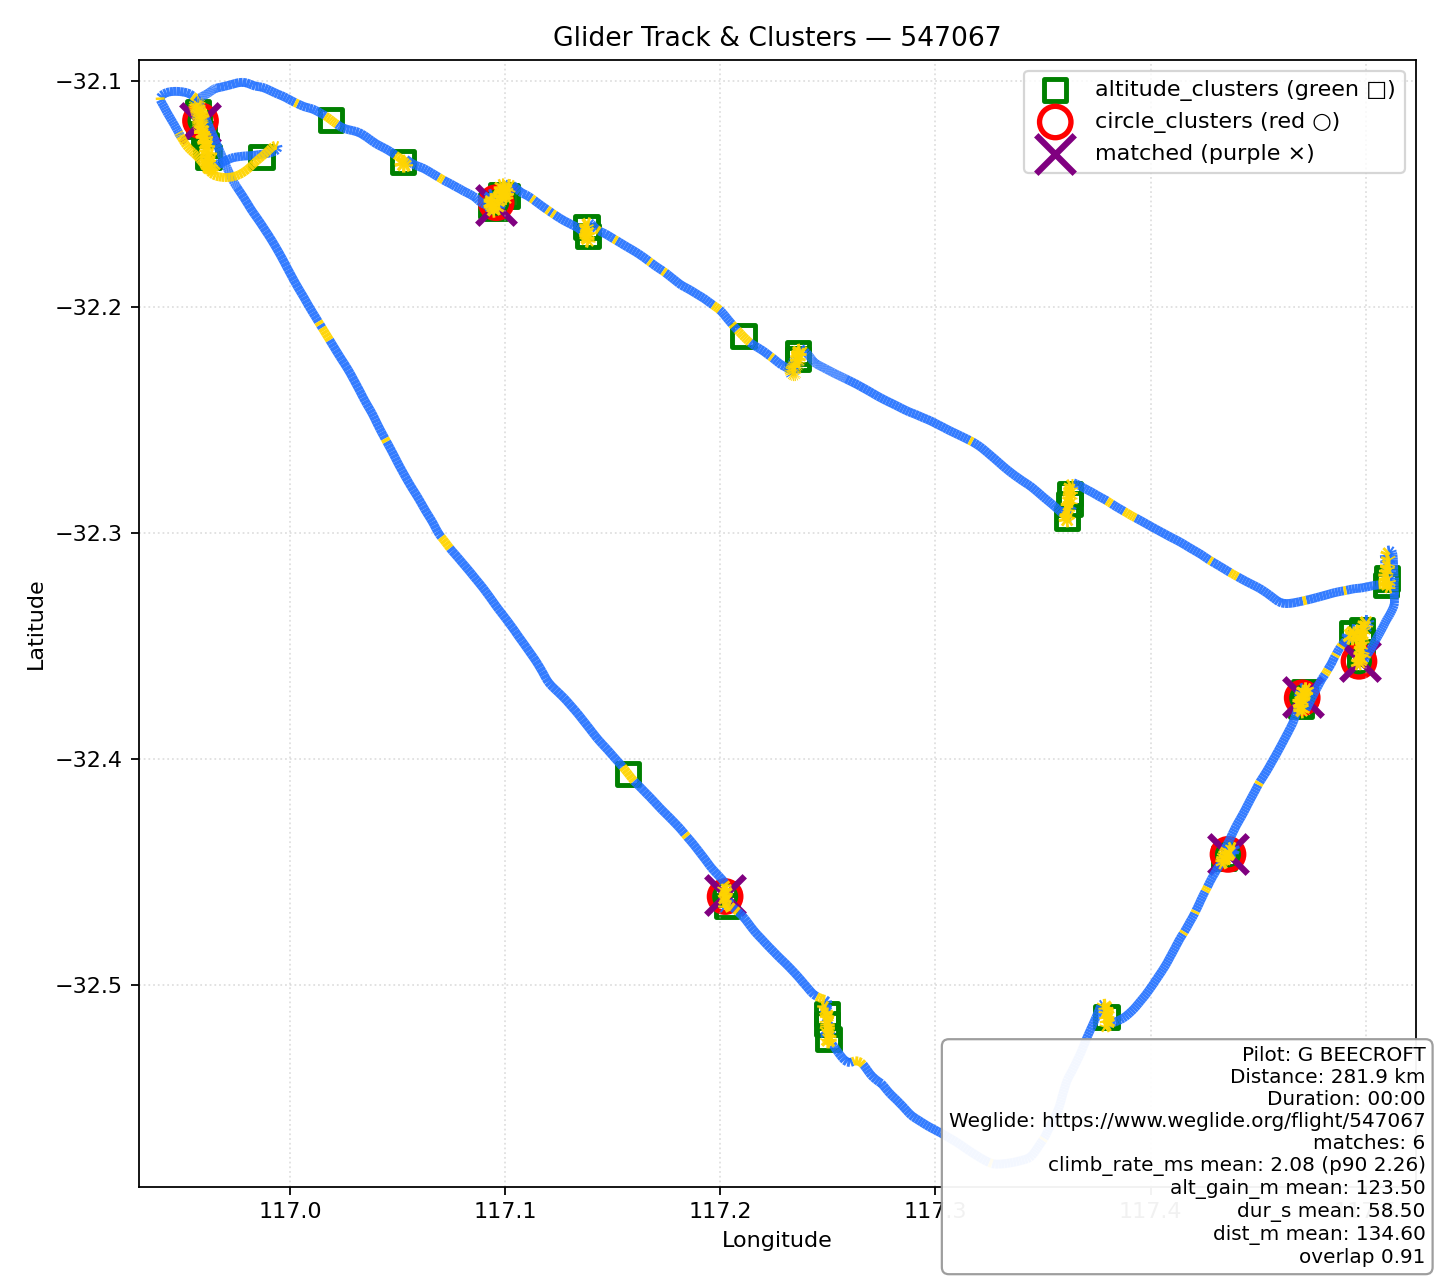 Glider Track & Clusters — 547067
altitude_clusters (green □)
circle_clusters (red ○)
matched (purple ×)
−32.1
−32.2
−32.3
−32.4
−32.5
Latitude
117.0
117.1
117.2
117.3
117.4
Longitude
Pilot: G BEECROFT
Distance: 281.9 km
Duration: 00:00
Weglide: https://www.weglide.org/flight/547067
matches: 6
climb_rate_ms mean: 2.08 (p90 2.26)
alt_gain_m mean: 123.50
dur_s mean: 58.50
dist_m mean: 134.60
overlap 0.91